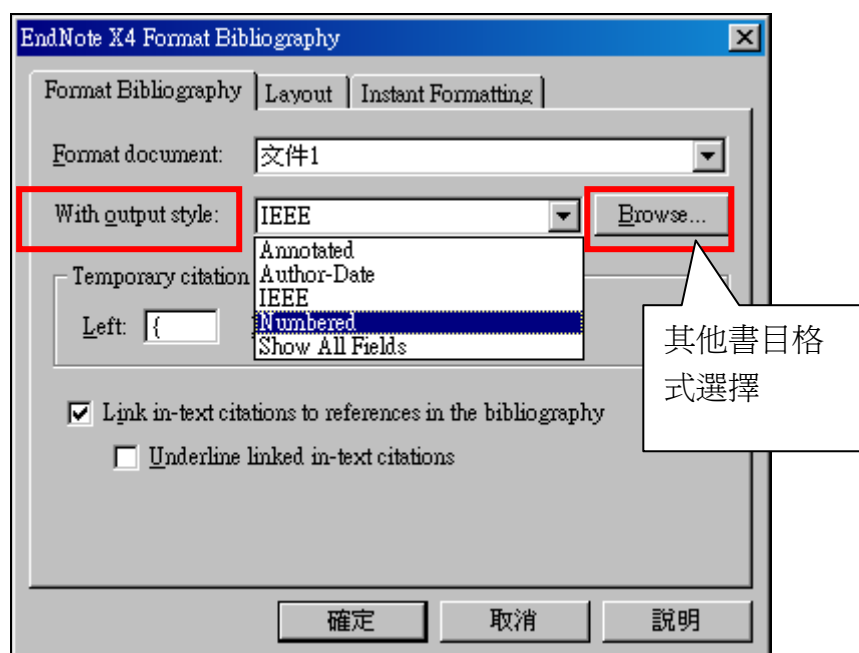 EndNote X4 Format Bibliography
Format Bibliography Layout Instant Formatting
Format document: 文件1
With output style: IEEE Browse...
Annotated
Temporary citation Author-Date
IEEE
Left: { Numbered
Show All Fields
其他書目格
式選擇
Link in-text citations to references in the bibliography
Underline linked in-text citations
確定 取消 說明